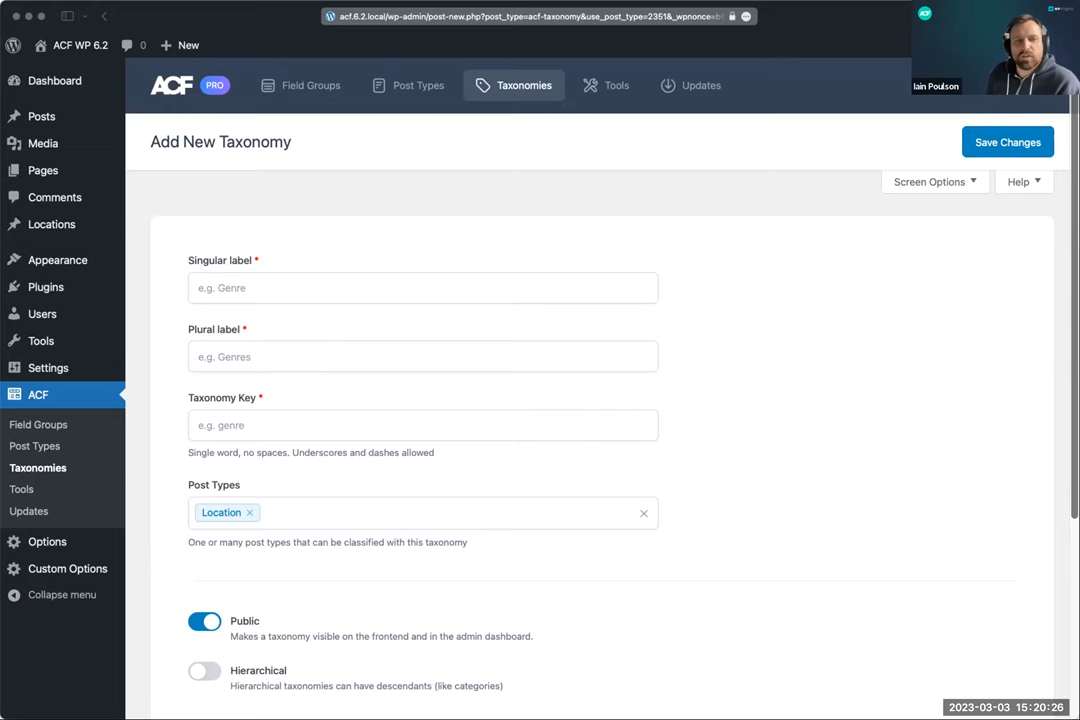 acf.6.2.local/wp-admin/post-new.php?post_type=acf-taxonomy&use_post_type=2351&_wpnonce=b
ACF
Iain Poulson
ACF WP 6.2
0
New
Dashboard
Posts
Media
Pages
Comments
Locations
Appearance
Plugins
Users
Tools
Settings
ACF
Field Groups
Post Types
Taxonomies
Tools
Updates
Options
Custom Options
Collapse menu
ACF PRO
Field Groups
Post Types
Taxonomies
Tools
Updates
Add New Taxonomy
Save Changes
Screen Options
Help
Singular label *
e.g. Genre
Plural label *
e.g. Genres
Taxonomy Key *
e.g. genre
Single word, no spaces. Underscores and dashes allowed
Post Types
Location
One or many post types that can be classified with this taxonomy
Public
Makes a taxonomy visible on the frontend and in the admin dashboard.
Hierarchical
Hierarchical taxonomies can have descendants (like categories)
2023-03-03 15:20:26